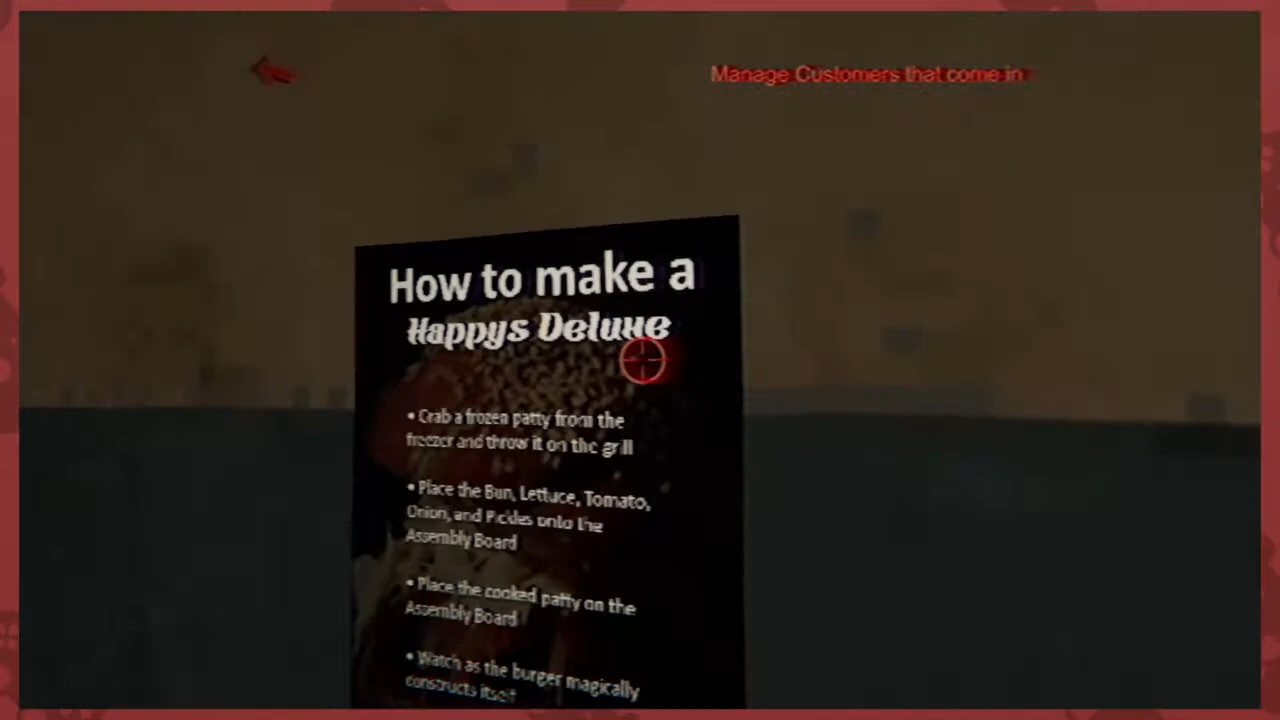 Manage Customers that come in
How to make a
Happys Deluxe
• Grab a frozen patty from the
freezer and throw it on the grill
• Place the Bun, Lettuce, Tomato,
Onion, and Pickles onto the
Assembly Board
• Place the cooked patty on the
Assembly Board
• Watch as the burger magically
constructs itself